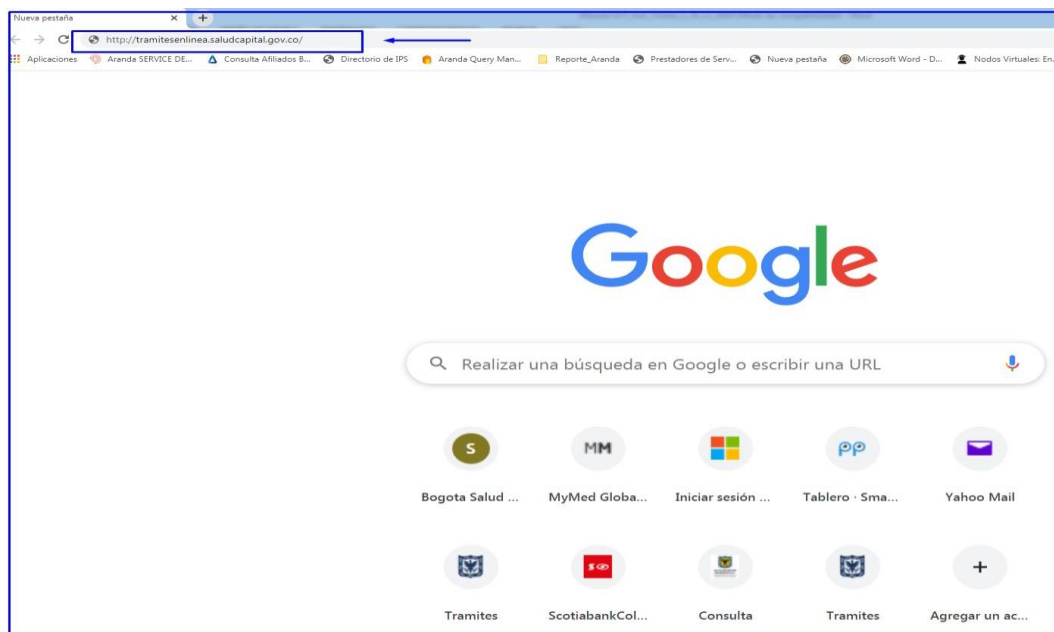 Nueva pestaña
http://tramitesenlinea.saludcapital.gov.co/
Aplicaciones Aranda SERVICE DE... Consulta Afiliados B... Directorio de IPS Aranda Query Man... Reporte_Aranda Prestadores de Serv... Nueva pestaña Microsoft Word - D... Nodos Virtuales: En...
Google
Realizar una búsqueda en Google o escribir una URL
S MM PP
Bogota Salud ... MyMed Globa... Iniciar sesión ... Tablero · Sma... Yahoo Mail
Tramites ScotiabankCol... Consulta Tramites Agregar un ac...